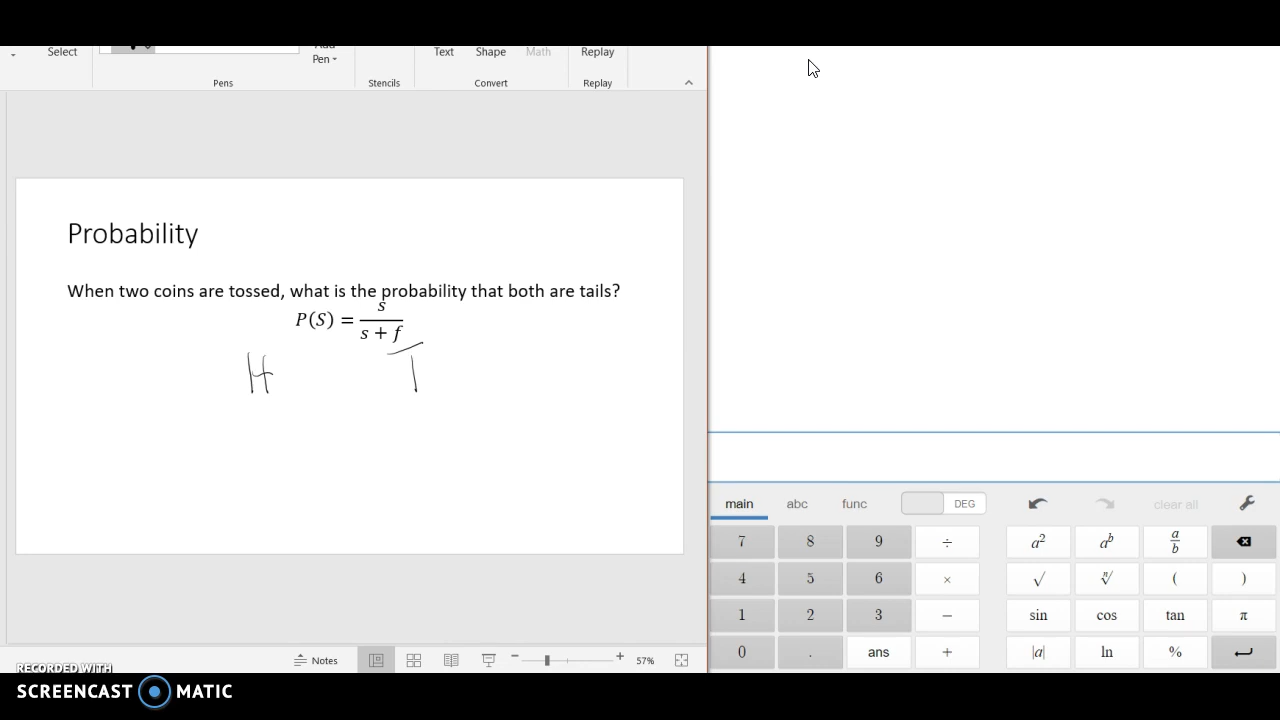 Select
Pen
Text Shape Math Replay
Pens Stencils Convert Replay
Probability
When two coins are tossed, what is the probability that both are tails?
P(S) = s/(s + f)
H T
main abc func DEG clear all
7 8 9 ÷ a² aᵇ a/b
4 5 6 × √ ⁿ√ ( )
1 2 3 − sin cos tan π
0 . ans + |a| ln %
Notes − + 57%
RECORDED WITH
SCREENCAST MATIC